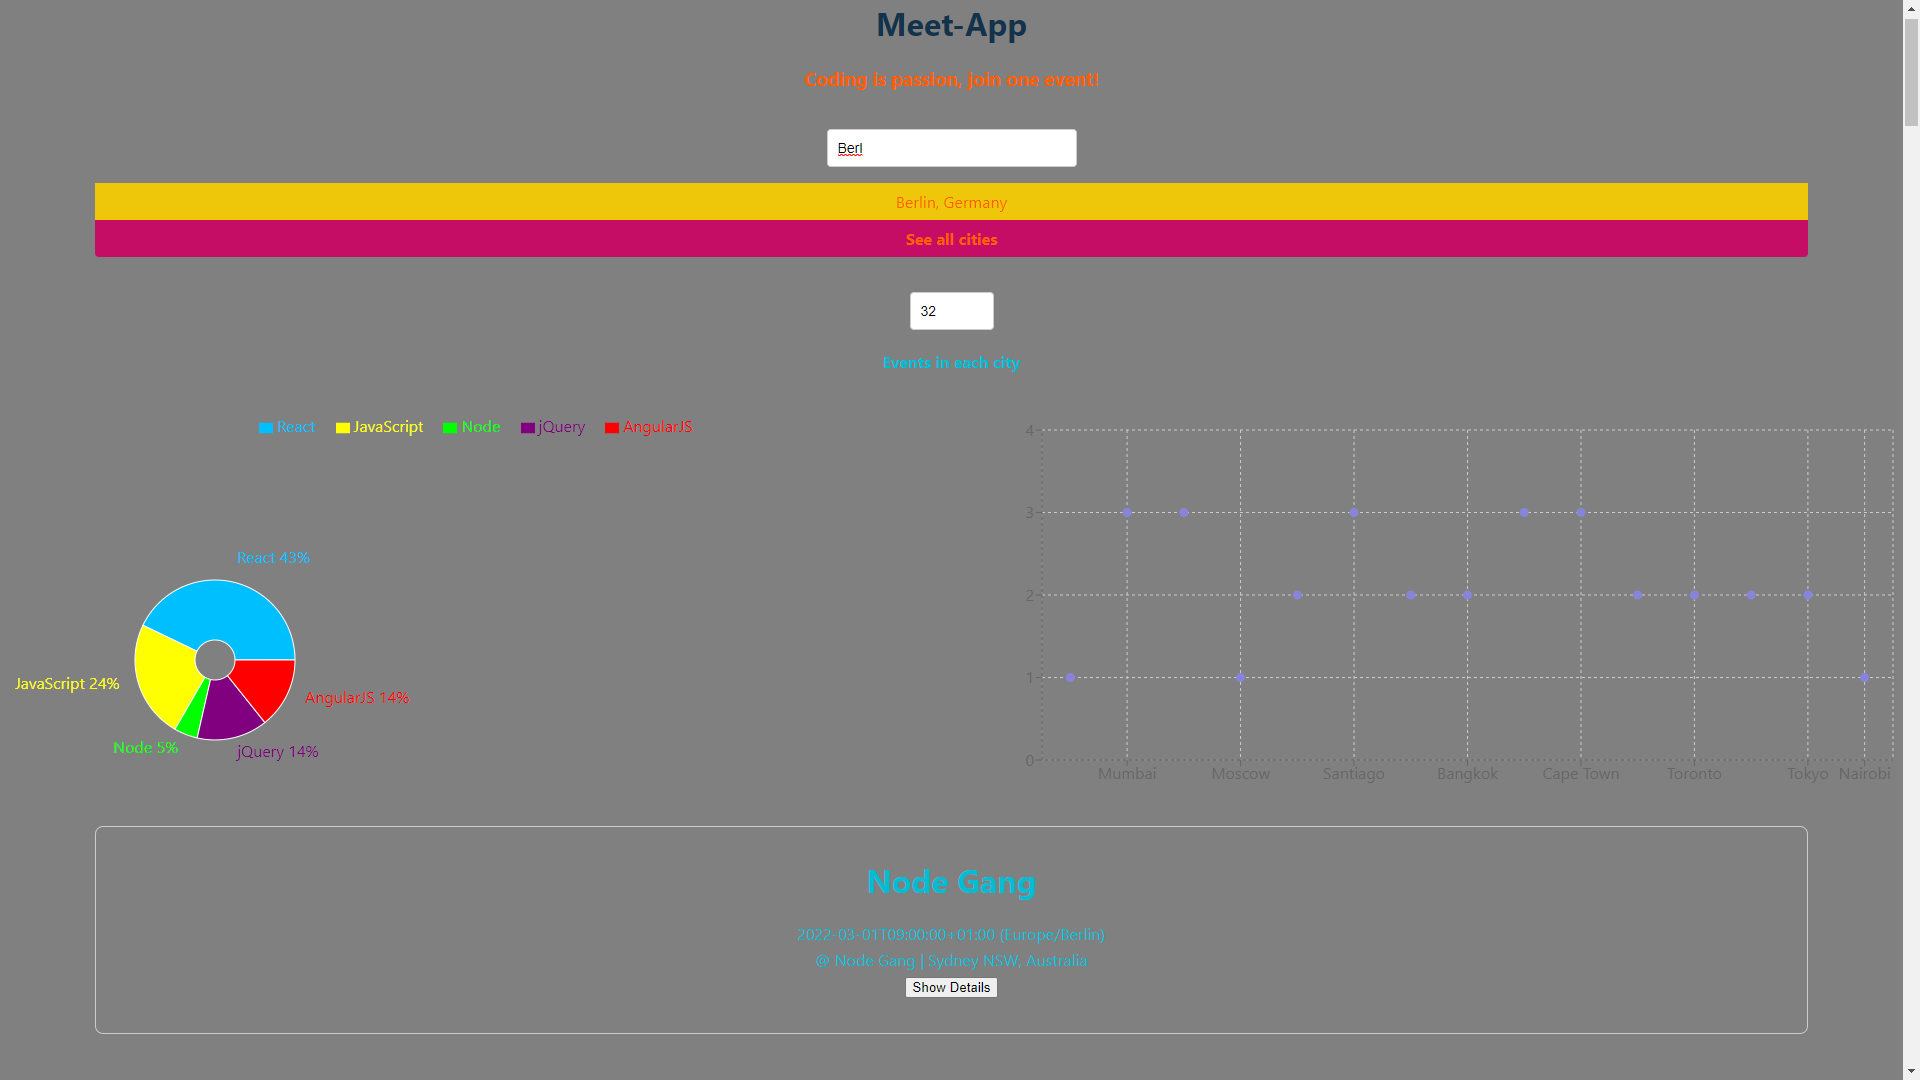 Meet-App
Coding is passion, join one event!
Berl
Berlin, Germany
See all cities
32
Events in each city
React JavaScript Node jQuery AngularJS
React 43%
JavaScript 24%
AngularJS 14%
Node 5%
jQuery 14%
4
3
2
1
0
Mumbai Moscow Santiago Bangkok Cape Town Toronto Tokyo Nairobi
Node Gang
2022-03-01T09:00:00+01:00 (Europe/Berlin)
@ Node Gang | Sydney NSW, Australia
Show Details